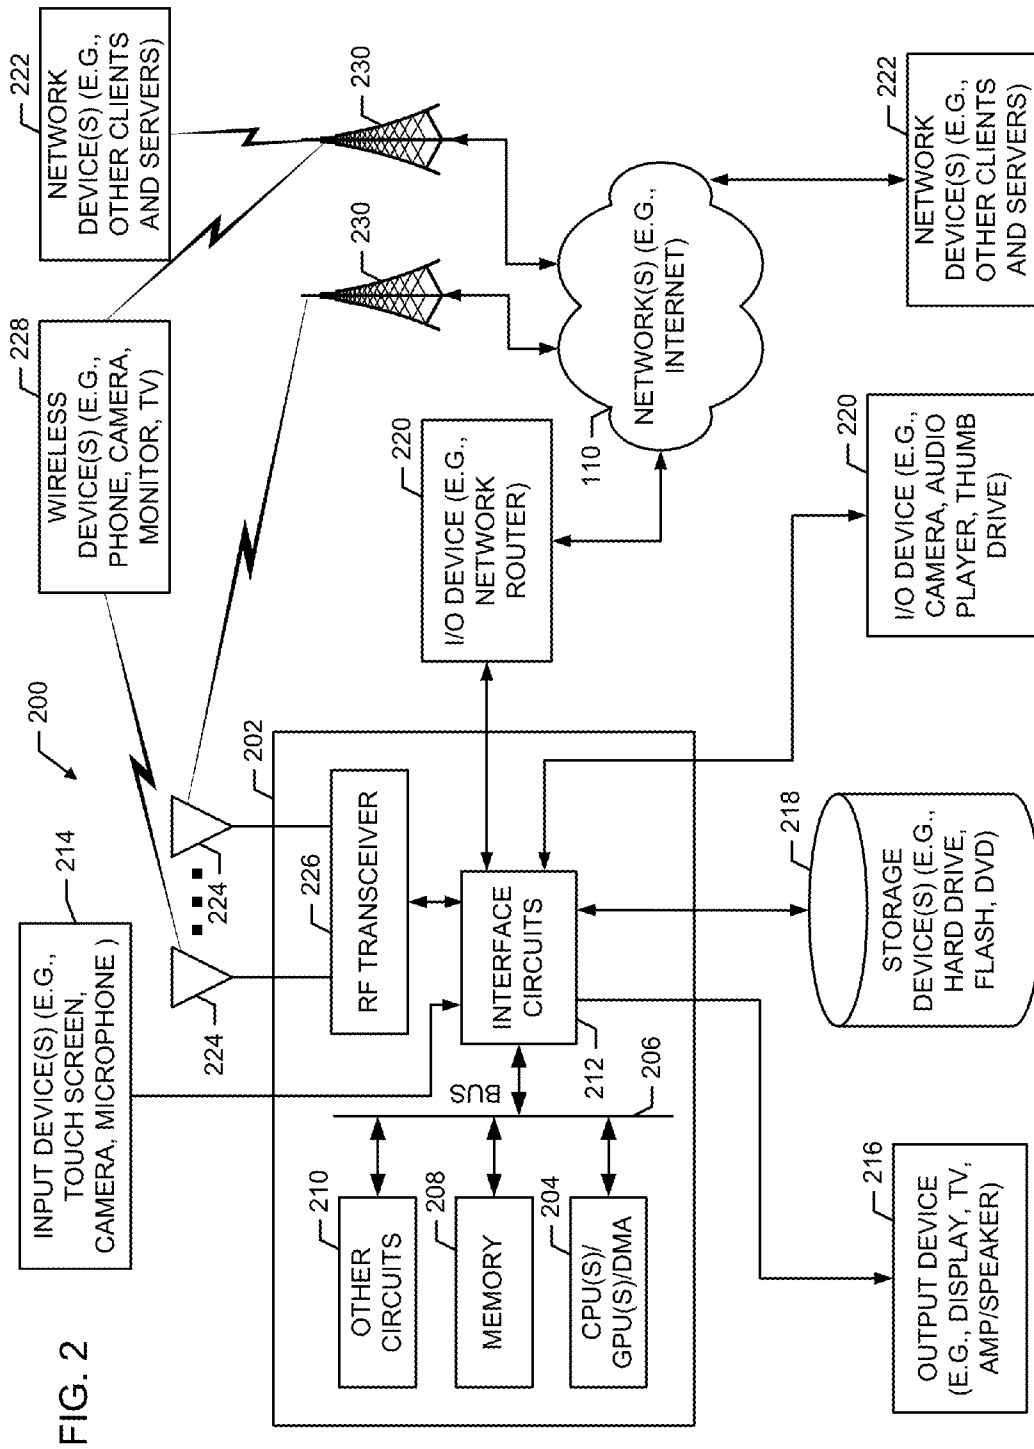 FIG. 2
200
INPUT DEVICE(S) (E.G.,
TOUCH SCREEN,
CAMERA, MICROPHONE )
214
WIRELESS
DEVICE(S) (E.G.,
PHONE, CAMERA,
MONITOR, TV)
228
NETWORK
DEVICE(S) (E.G.,
OTHER CLIENTS
AND SERVERS)
222
224
224
230
230
202
OTHER
CIRCUITS
210
MEMORY
208
CPU(S)/
GPU(S)/DMA
204
BUS
206
RF TRANSCEIVER
226
INTERFACE
CIRCUITS
212
I/O DEVICE (E.G.,
NETWORK
ROUTER)
220
NETWORK(S) (E.G.,
INTERNET)
110
OUTPUT DEVICE
(E.G., DISPLAY, TV,
AMP/SPEAKER)
216
STORAGE
DEVICE(S) (E.G.,
HARD DRIVE,
FLASH, DVD)
218
I/O DEVICE (E.G.,
CAMERA, AUDIO
PLAYER, THUMB
DRIVE)
220
NETWORK
DEVICE(S) (E.G.,
OTHER CLIENTS
AND SERVERS)
222